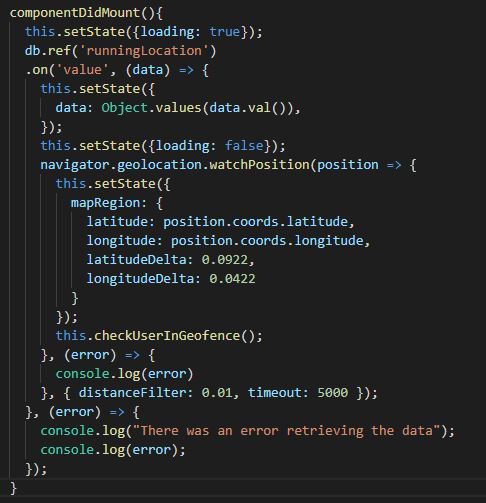 componentDidMount(){
  this.setState({loading: true});
  db.ref('runningLocation')
  .on('value', (data) => {
    this.setState({
      data: Object.values(data.val()),
    });
    this.setState({loading: false});
    navigator.geolocation.watchPosition(position => {
      this.setState({
        mapRegion: {
          latitude: position.coords.latitude,
          longitude: position.coords.longitude,
          latitudeDelta: 0.0922,
          longitudeDelta: 0.0422
        }
      });
      this.checkUserInGeofence();
    }, (error) => {
      console.log(error)
    }, { distanceFilter: 0.01, timeout: 5000 });
  }, (error) => {
    console.log("There was an error retrieving the data");
    console.log(error);
  });
}